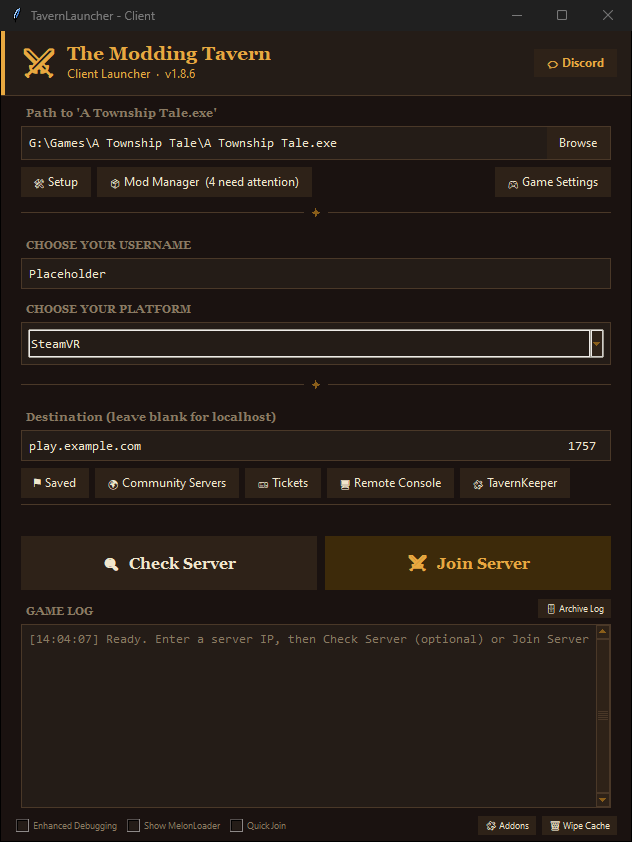 TavernLauncher - Client
The Modding Tavern
Client Launcher · v1.8.6
Discord
Path to 'A Township Tale.exe'
G:\Games\A Township Tale\A Township Tale.exe
Browse
Setup
Mod Manager (4 need attention)
Game Settings
CHOOSE YOUR USERNAME
Placeholder
CHOOSE YOUR PLATFORM
SteamVR
Destination (leave blank for localhost)
play.example.com 1757
Saved
Community Servers
Tickets
Remote Console
TavernKeeper
Check Server
Join Server
GAME LOG
Archive Log
[14:04:07] Ready. Enter a server IP, then Check Server (optional) or Join Server
Enhanced Debugging
Show MelonLoader
Quick Join
Addons
Wipe Cache